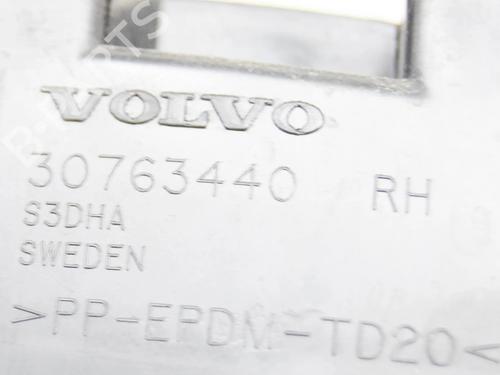 VOLVO
30763440 RH
S3DHA
SWEDEN
>PP-EPDM-TD20<